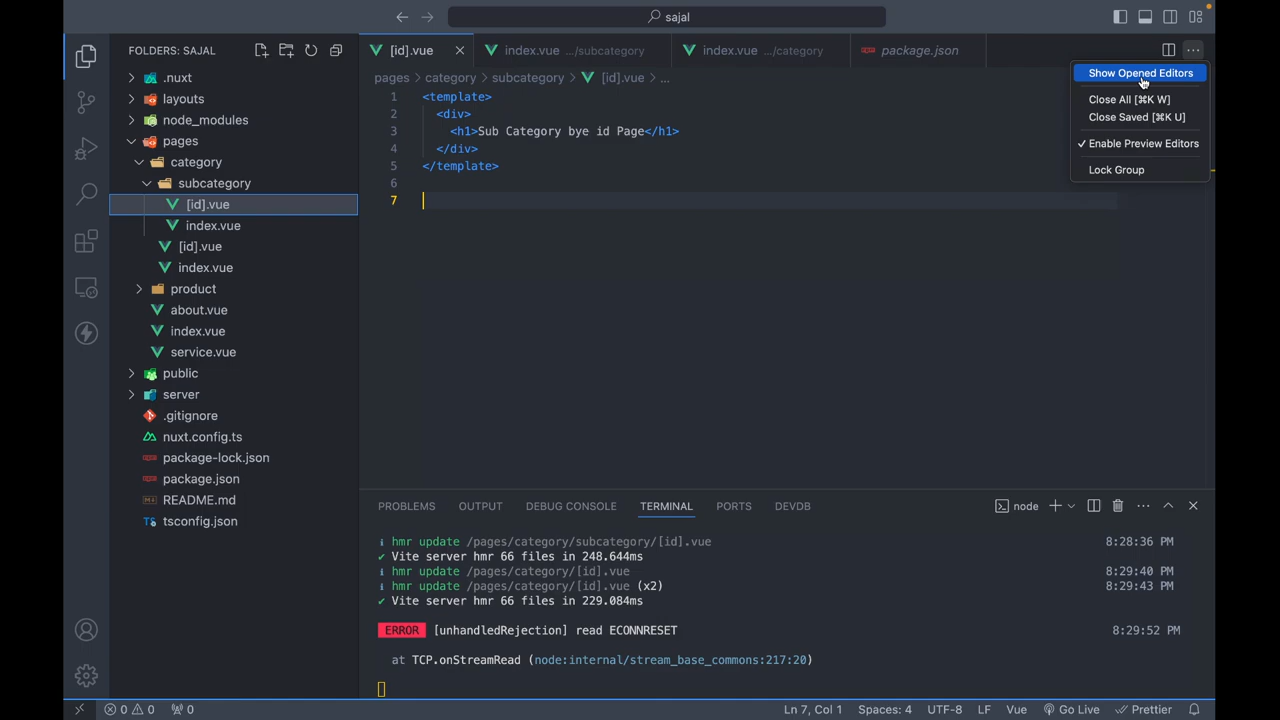 sajal
FOLDERS: SAJAL
.nuxt
layouts
node_modules
pages
category
subcategory
[id].vue
index.vue
[id].vue
index.vue
product
about.vue
index.vue
service.vue
public
server
.gitignore
nuxt.config.ts
package-lock.json
package.json
README.md
TS tsconfig.json
[id].vue
index.vue .../subcategory
index.vue .../category
package.json
pages > category > subcategory > [id].vue > ...
1 <template>
2 <div>
3 <h1>Sub Category bye id Page</h1>
4 </div>
5 </template>
6
7
Show Opened Editors
Close All [⌘K W]
Close Saved [⌘K U]
✓ Enable Preview Editors
Lock Group
PROBLEMS OUTPUT DEBUG CONSOLE TERMINAL PORTS DEVDB
node
ℹ hmr update /pages/category/subcategory/[id].vue 8:28:36 PM
✔ Vite server hmr 66 files in 248.644ms
ℹ hmr update /pages/category/[id].vue 8:29:40 PM
ℹ hmr update /pages/category/[id].vue (x2) 8:29:43 PM
✔ Vite server hmr 66 files in 229.084ms
ERROR [unhandledRejection] read ECONNRESET 8:29:52 PM
at TCP.onStreamRead (node:internal/stream_base_commons:217:20)
0 0 0 Ln 7, Col 1 Spaces: 4 UTF-8 LF Vue Go Live Prettier